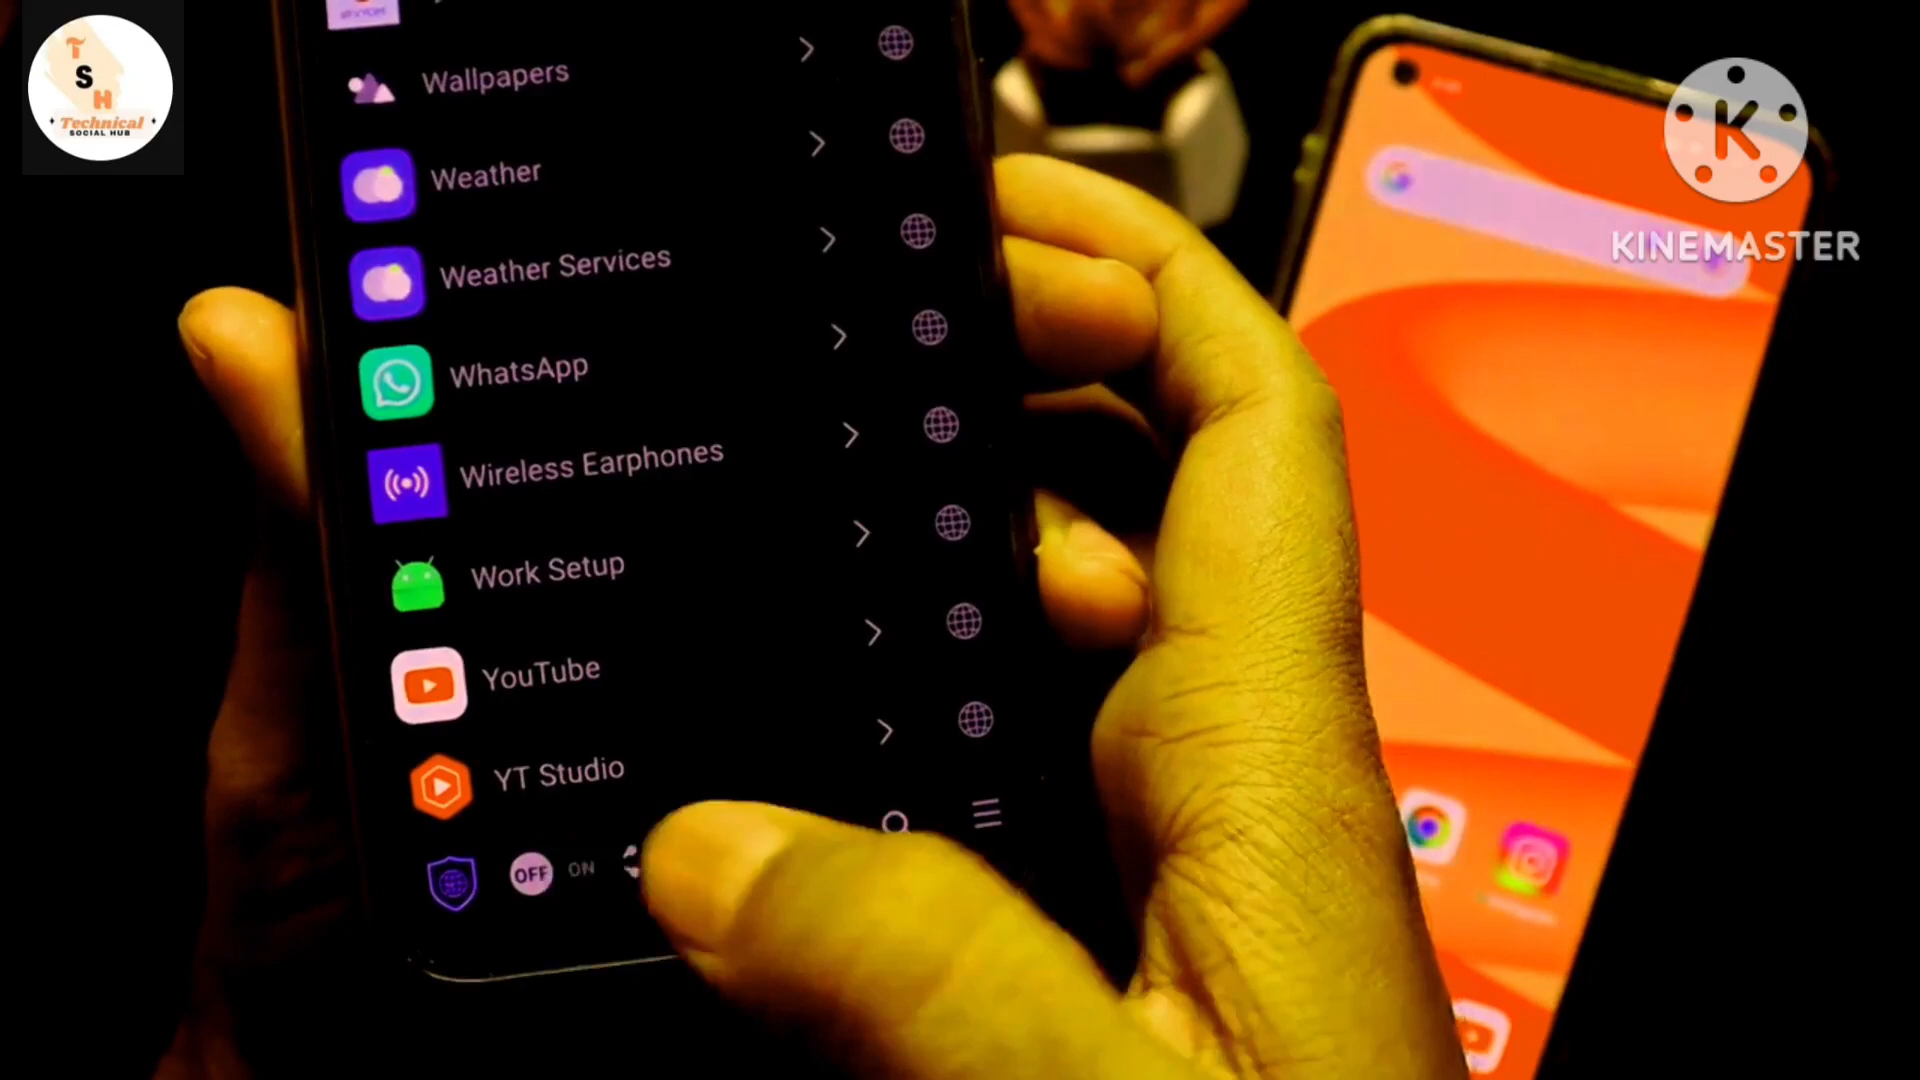 T
S
H
Technical
SOCIAL HUB
K
KINEMASTER
Wallpapers
Weather
Weather Services
WhatsApp
Wireless Earphones
Work Setup
YouTube
YT Studio
OFF ON